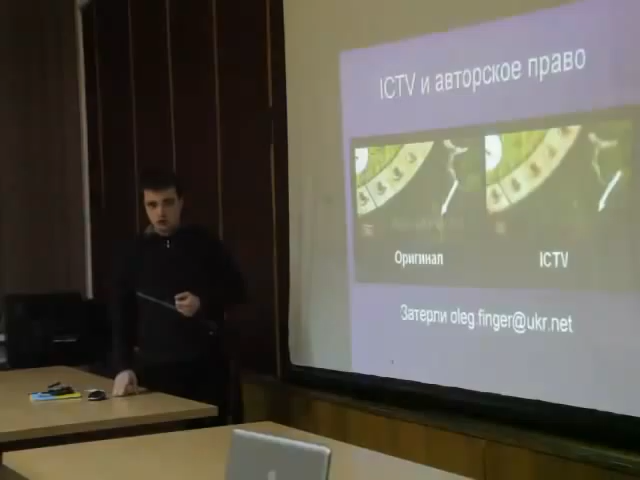 ICTV и авторское право
Оригинал
ICTV
Затерли oleg.finger@ukr.net